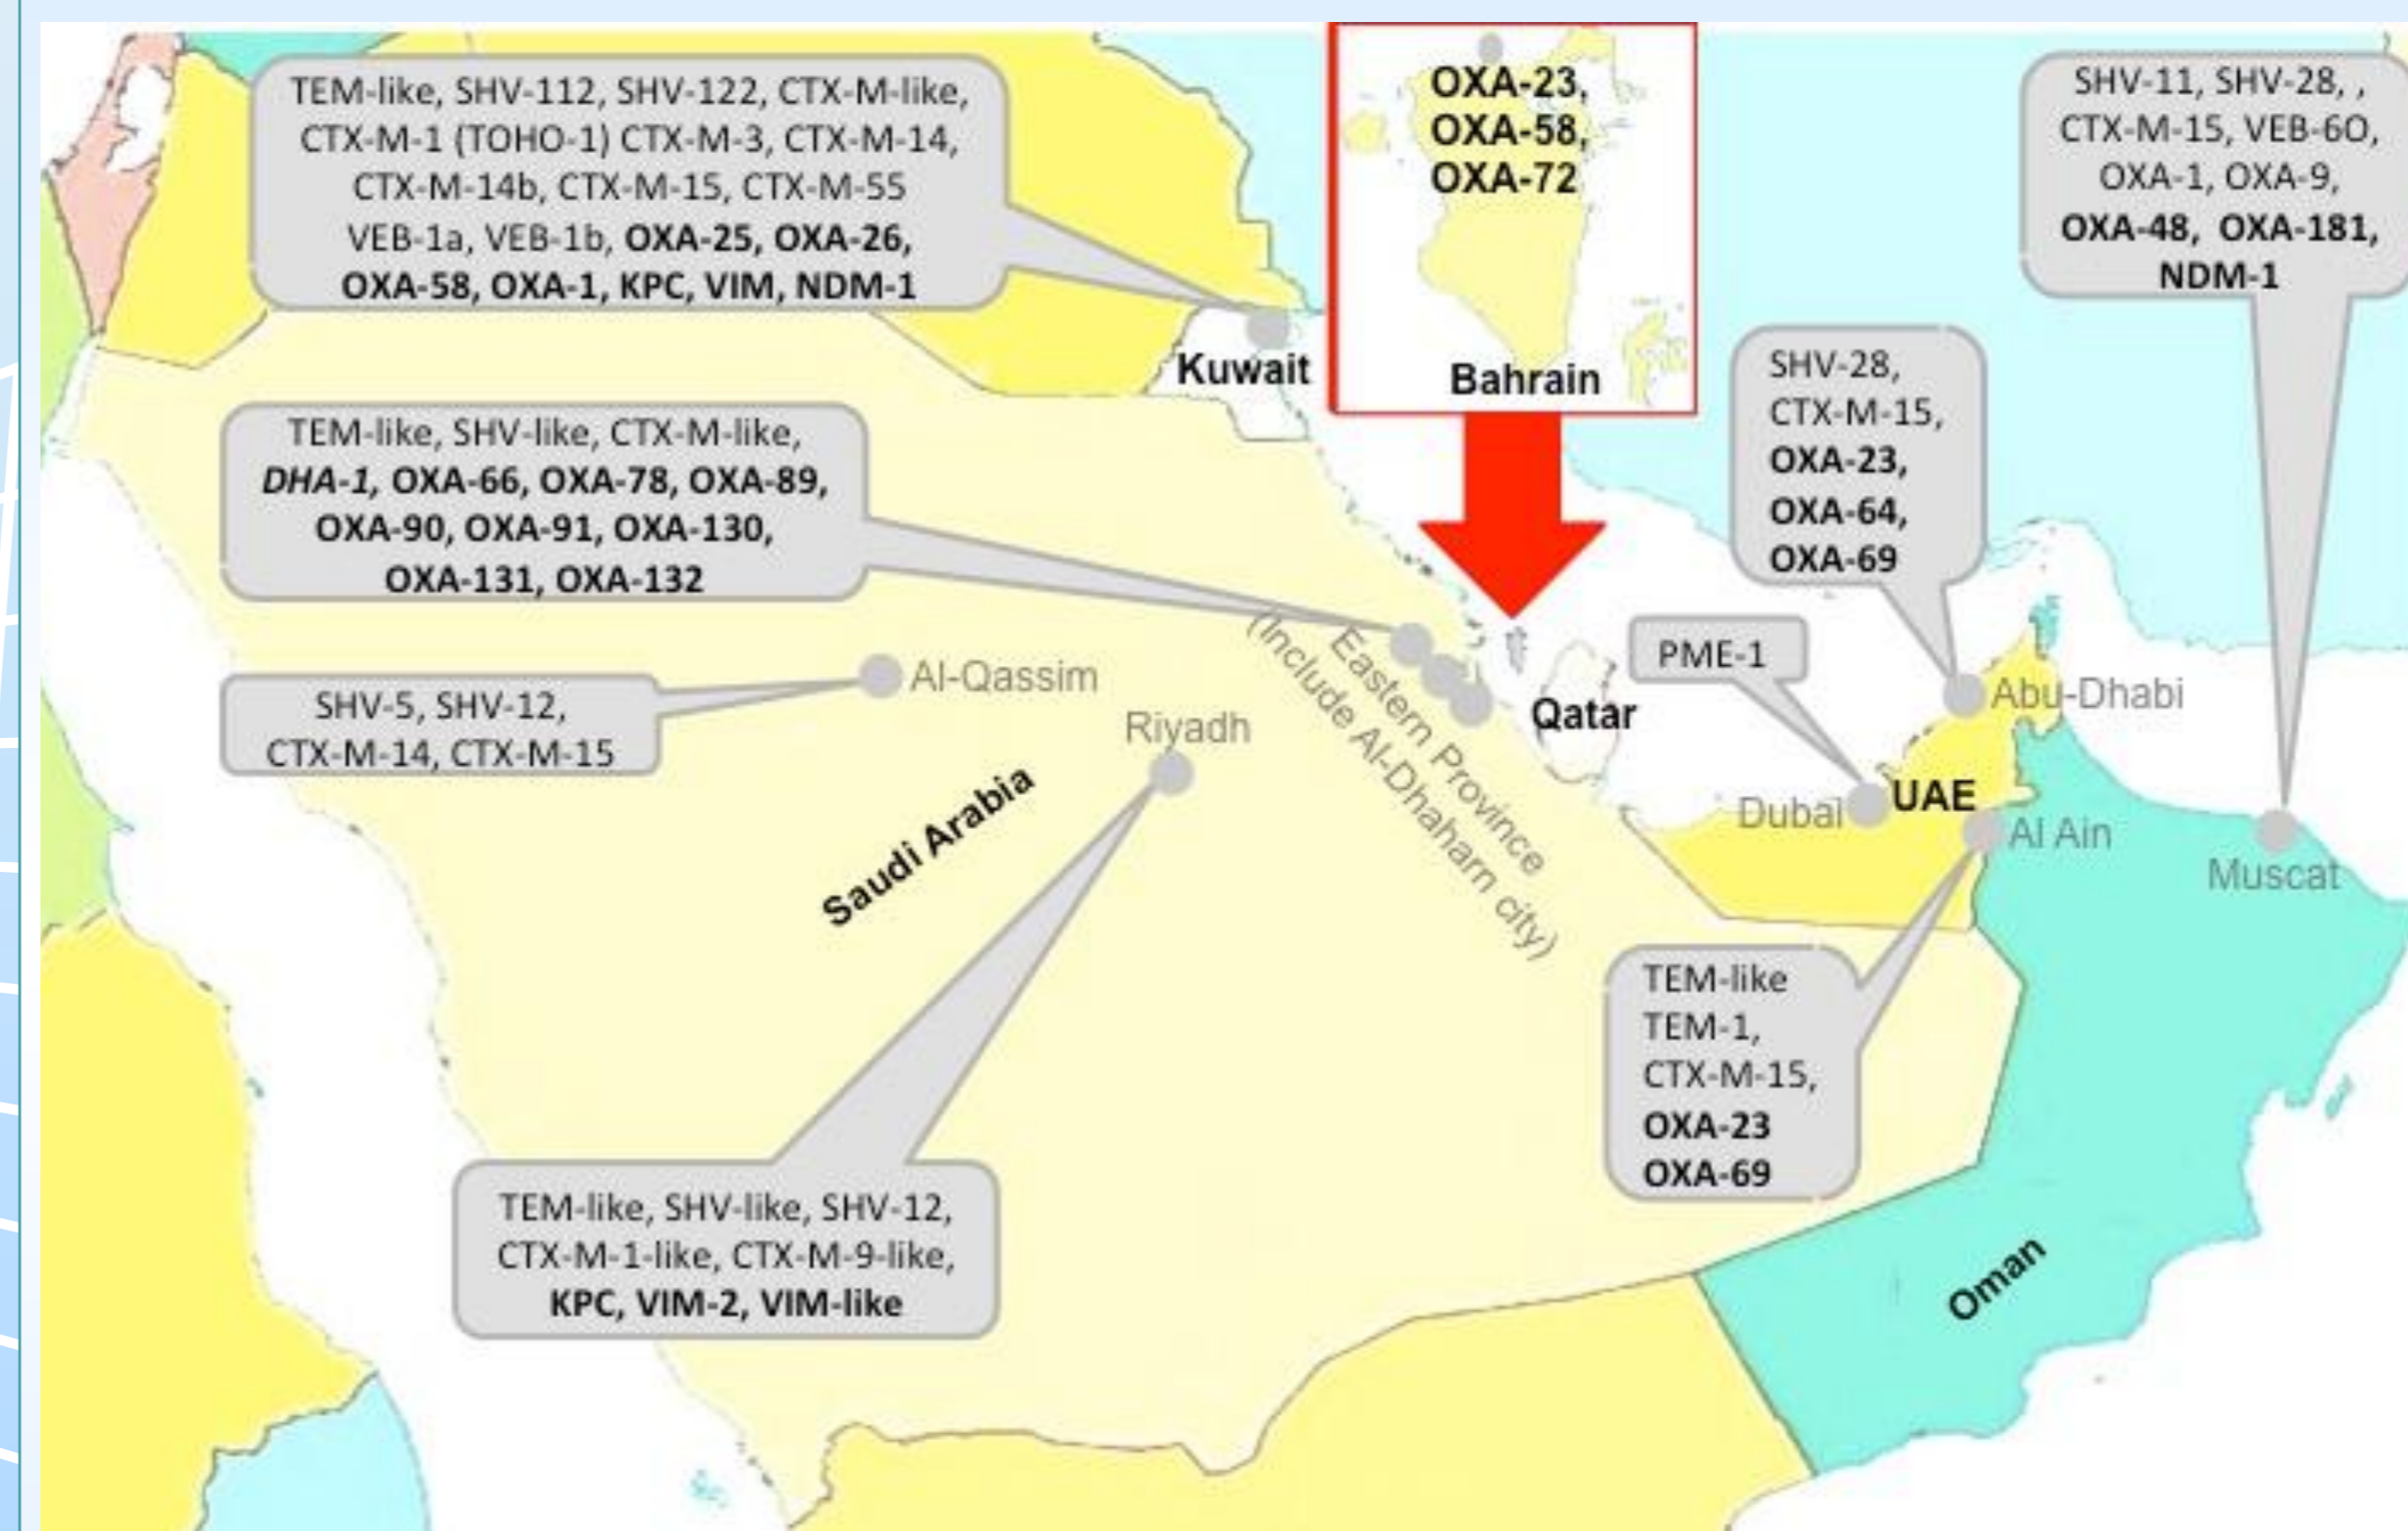 TEM-like, SHV-112, SHV-122, CTX-M-like,
CTX-M-1 (TOHO-1) CTX-M-3, CTX-M-14,
CTX-M-14b, CTX-M-15, CTX-M-55
VEB-1a, VEB-1b, OXA-25, OXA-26,
OXA-58, OXA-1, KPC, VIM, NDM-1
Kuwait
OXA-23,
OXA-58,
OXA-72
Bahrain
SHV-11, SHV-28, ,
CTX-M-15, VEB-6O,
OXA-1, OXA-9,
OXA-48, OXA-181,
NDM-1
SHV-28,
CTX-M-15,
OXA-23,
OXA-64,
OXA-69
TEM-like, SHV-like, CTX-M-like,
DHA-1, OXA-66, OXA-78, OXA-89,
OXA-90, OXA-91, OXA-130,
OXA-131, OXA-132
PME-1
SHV-5, SHV-12,
CTX-M-14, CTX-M-15
Al-Qassim
Riyadh
Saudi Arabia
Eastern Province
(Include Al-Dhaharn city)
Qatar
Abu-Dhabi
Dubai
UAE
Al Ain
Muscat
TEM-like
TEM-1,
CTX-M-15,
OXA-23
OXA-69
TEM-like, SHV-like, SHV-12,
CTX-M-1-like, CTX-M-9-like,
KPC, VIM-2, VIM-like
Oman